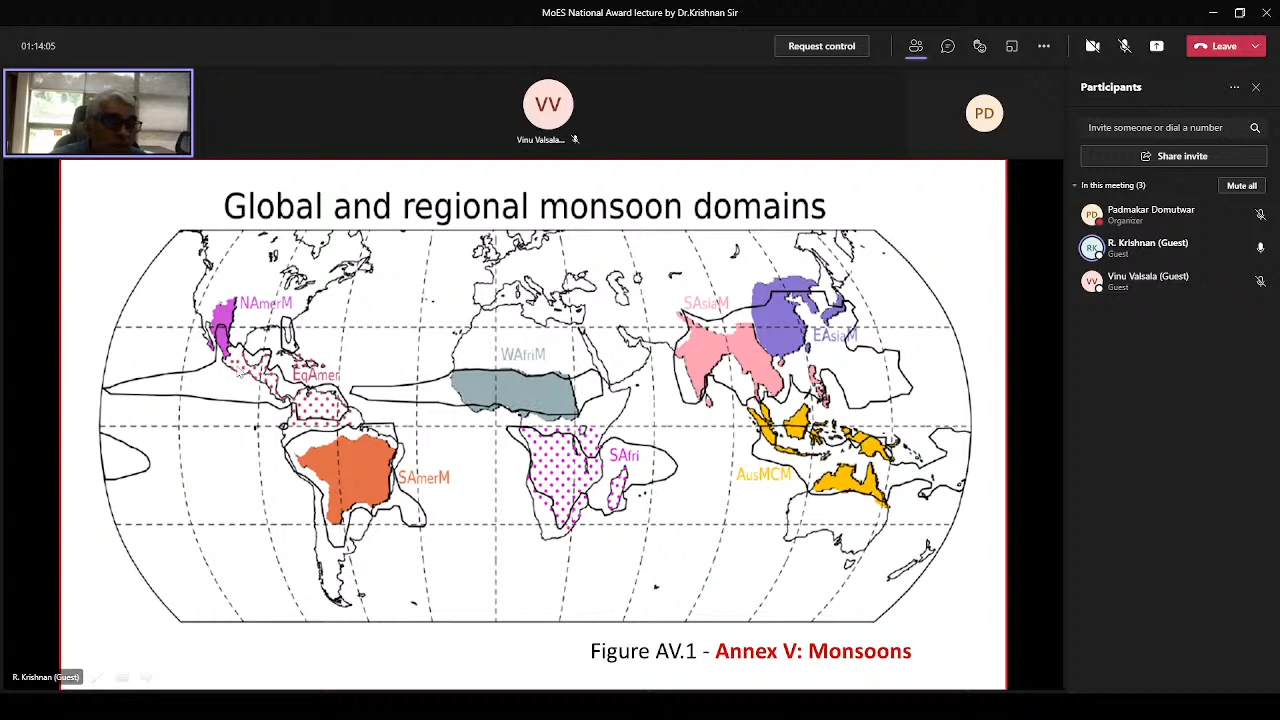 MoES National Award lecture by Dr.Krishnan Sir
01:14:05
Request control
Leave
VV
Vinu Valsala...
PD
Participants
Invite someone or dial a number
Share invite
In this meeting (3)
Mute all
PD
Padmakar Domutwar
Organizer
RK
R. Krishnan (Guest)
Guest
VV
Vinu Valsala (Guest)
Guest
Global and regional monsoon domains
NAmerM
EqAmer
SAmerM
WAfriM
SAfri
SAsiaM
EAsiaM
AusMCM
Figure AV.1 - Annex V: Monsoons
R. Krishnan (Guest)